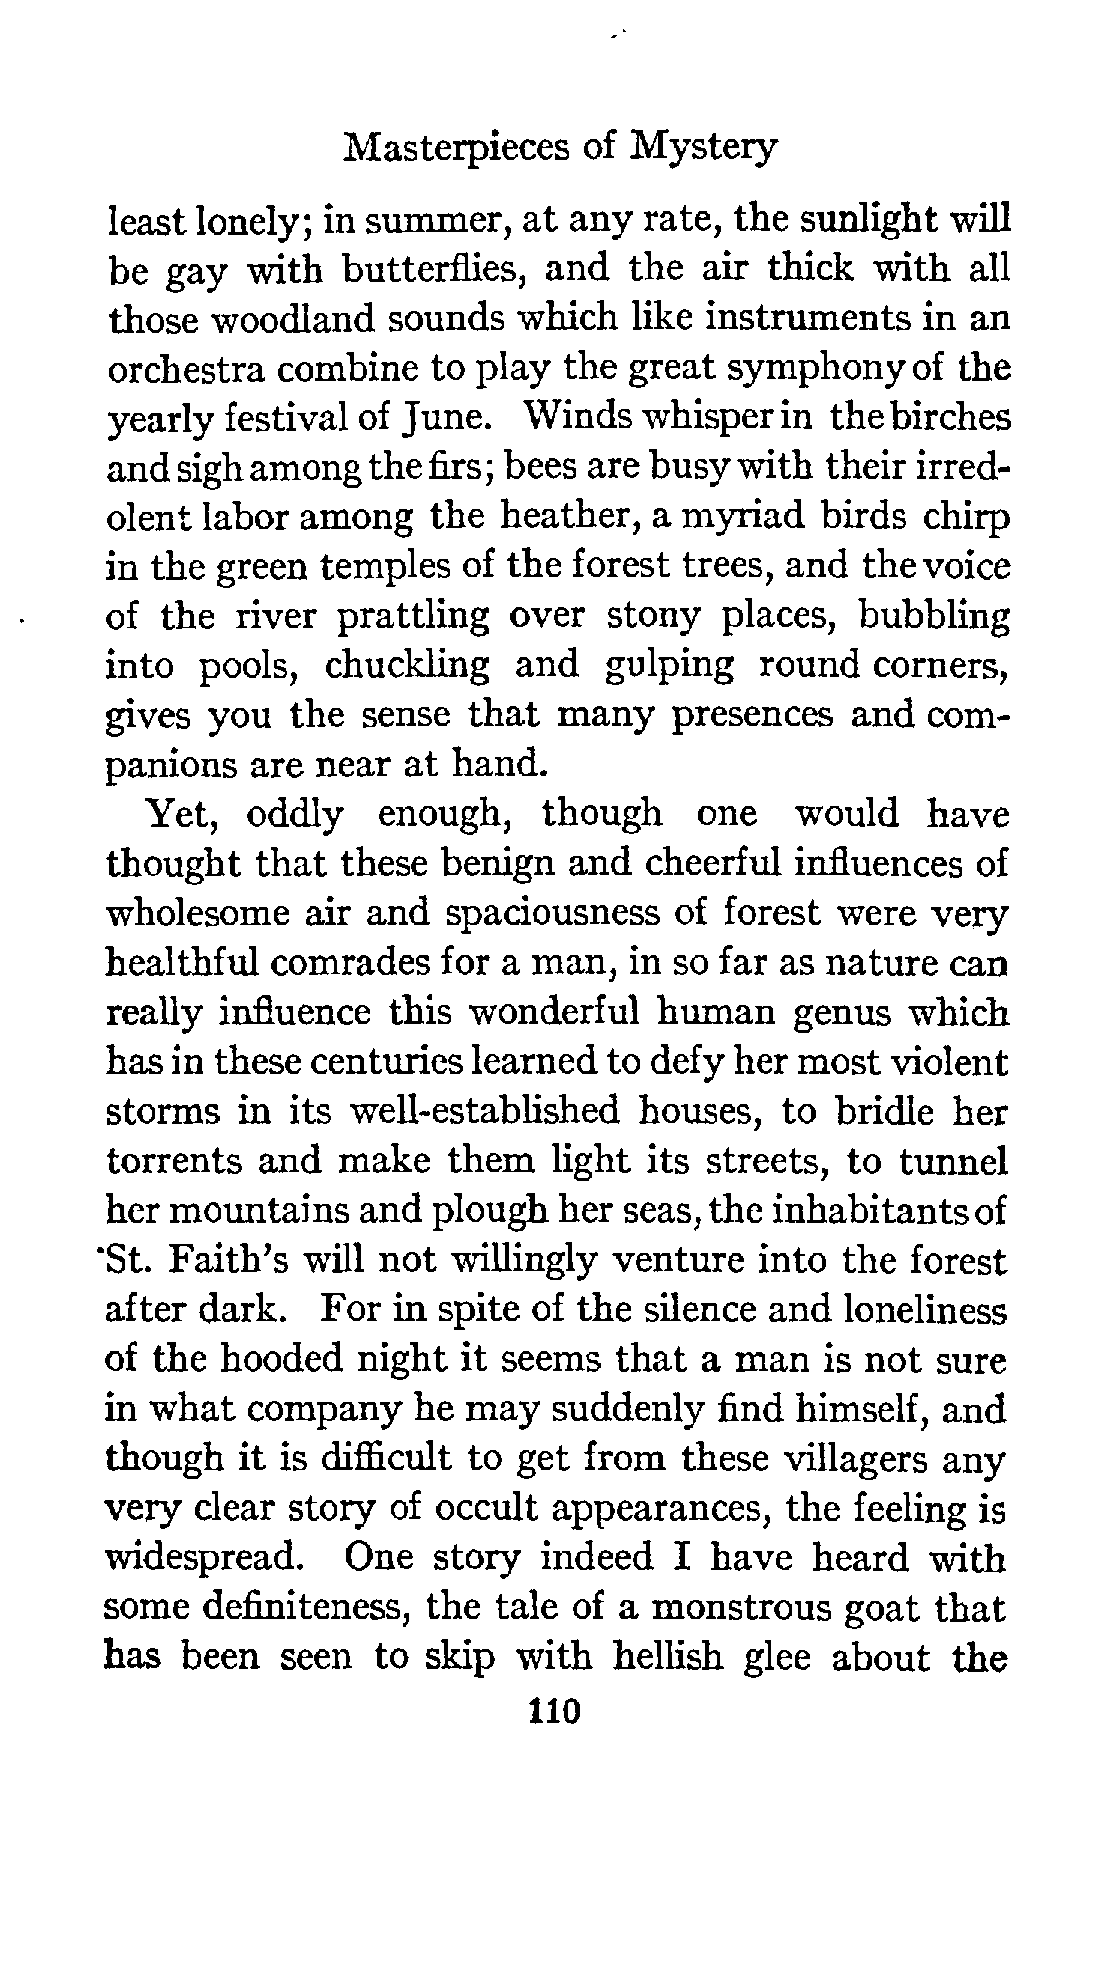 Masterpieces of Mystery
least lonely; in summer, at any rate, the sunlight will
be gay with butterflies, and the air thick with all
those woodland sounds which like instruments in an
orchestra combine to play the great symphony of the
yearly festival of June. Winds whisper in the birches
and sigh among the firs; bees are busy with their irred-
olent labor among the heather, a myriad birds chirp
in the green temples of the forest trees, and the voice
of the river prattling over stony places, bubbling
into pools, chuckling and gulping round corners,
gives you the sense that many presences and com-
panions are near at hand.
Yet, oddly enough, though one would have
thought that these benign and cheerful influences of
wholesome air and spaciousness of forest were very
healthful comrades for a man, in so far as nature can
really influence this wonderful human genus which
has in these centuries learned to defy her most violent
storms in its well-established houses, to bridle her
torrents and make them light its streets, to tunnel
her mountains and plough her seas, the inhabitants of
St. Faith's will not willingly venture into the forest
after dark. For in spite of the silence and loneliness
of the hooded night it seems that a man is not sure
in what company he may suddenly find himself, and
though it is difficult to get from these villagers any
very clear story of occult appearances, the feeling is
widespread. One story indeed I have heard with
some definiteness, the tale of a monstrous goat that
has been seen to skip with hellish glee about the
110